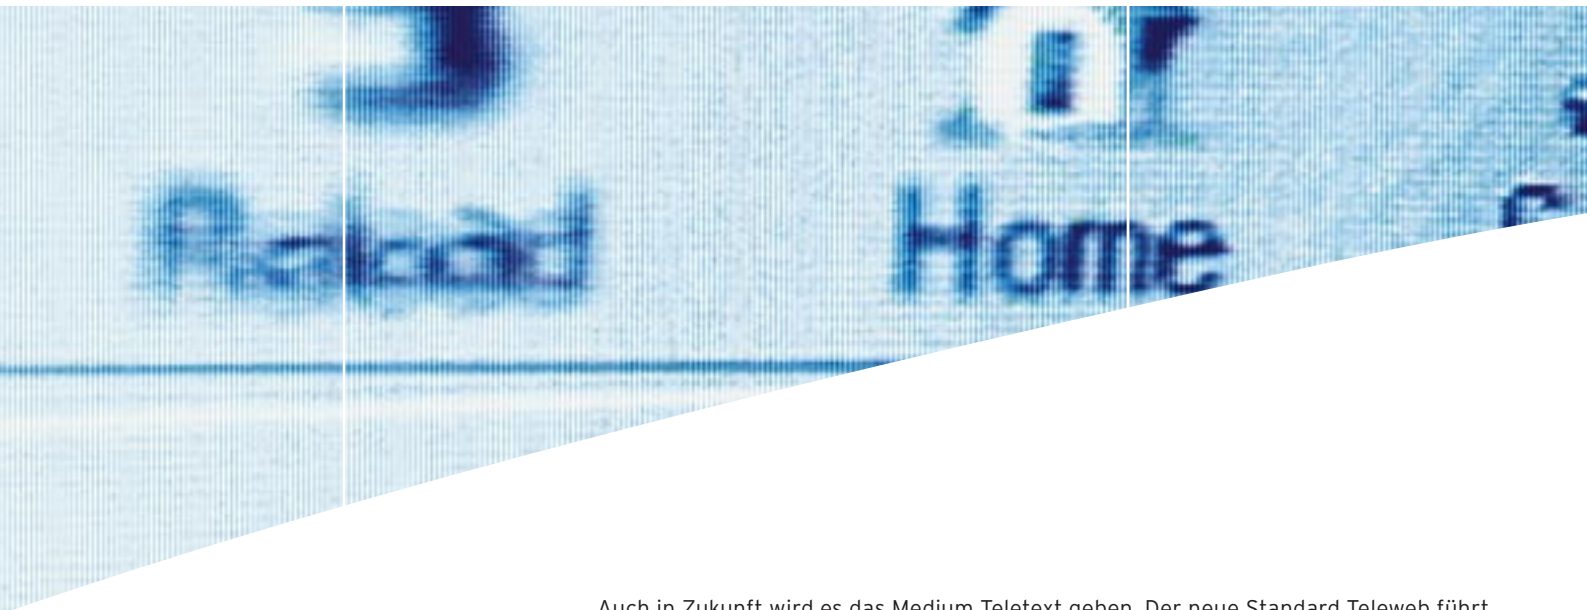 Reload
Home
Auch in Zukunft wird es das Medium Teletext geben. Der neue Standard Teleweb führt